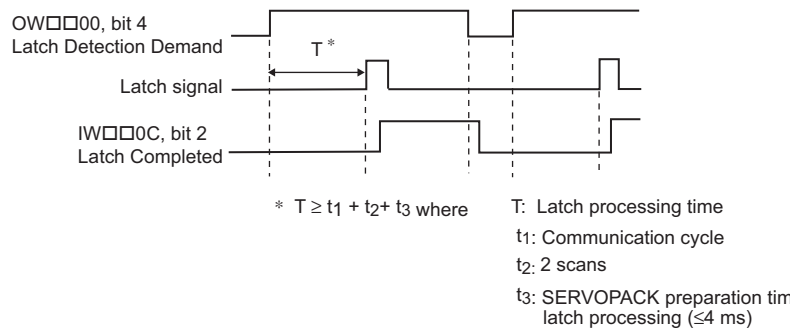 OW□□00, bit 4
Latch Detection Demand
T *
Latch signal
IW□□0C, bit 2
Latch Completed
* T ≥ t1 + t2+ t3 where
T: Latch processing time
t1: Communication cycle
t2: 2 scans
t3: SERVOPACK preparation tim
latch processing (≤4 ms)